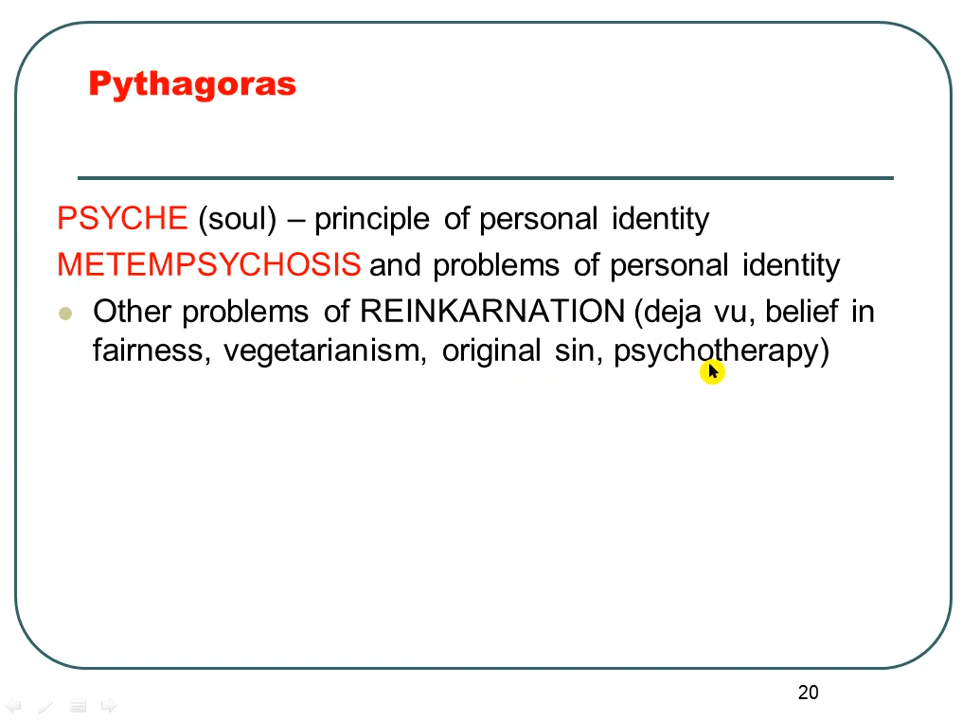 Pythagoras
PSYCHE (soul) – principle of personal identity
METEMPSYCHOSIS and problems of personal identity
Other problems of REINKARNATION (deja vu, belief in
fairness, vegetarianism, original sin, psychotherapy)
20